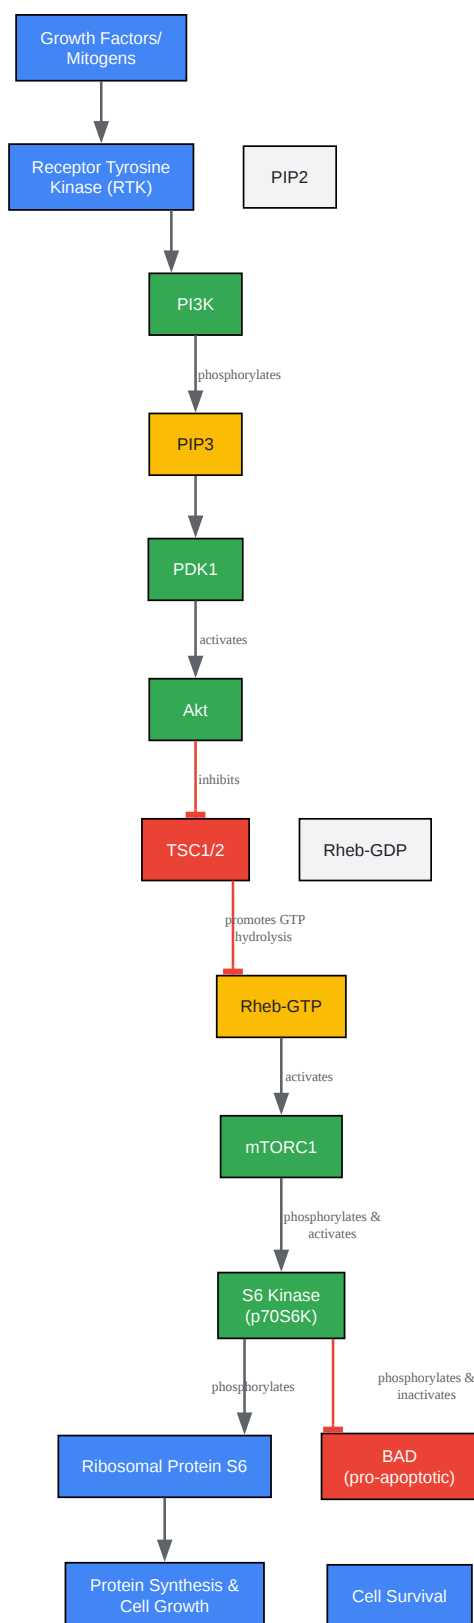 Growth Factors/
Mitogens
Receptor Tyrosine
Kinase (RTK)
PIP2
PI3K
phosphorylates
PIP3
PDK1
activates
Akt
inhibits
TSC1/2
Rheb-GDP
promotes GTP
hydrolysis
Rheb-GTP
activates
mTORC1
phosphorylates &
activates
S6 Kinase
(p70S6K)
phosphorylates
phosphorylates &
inactivates
Ribosomal Protein S6
BAD
(pro-apoptotic)
Protein Synthesis &
Cell Growth
Cell Survival